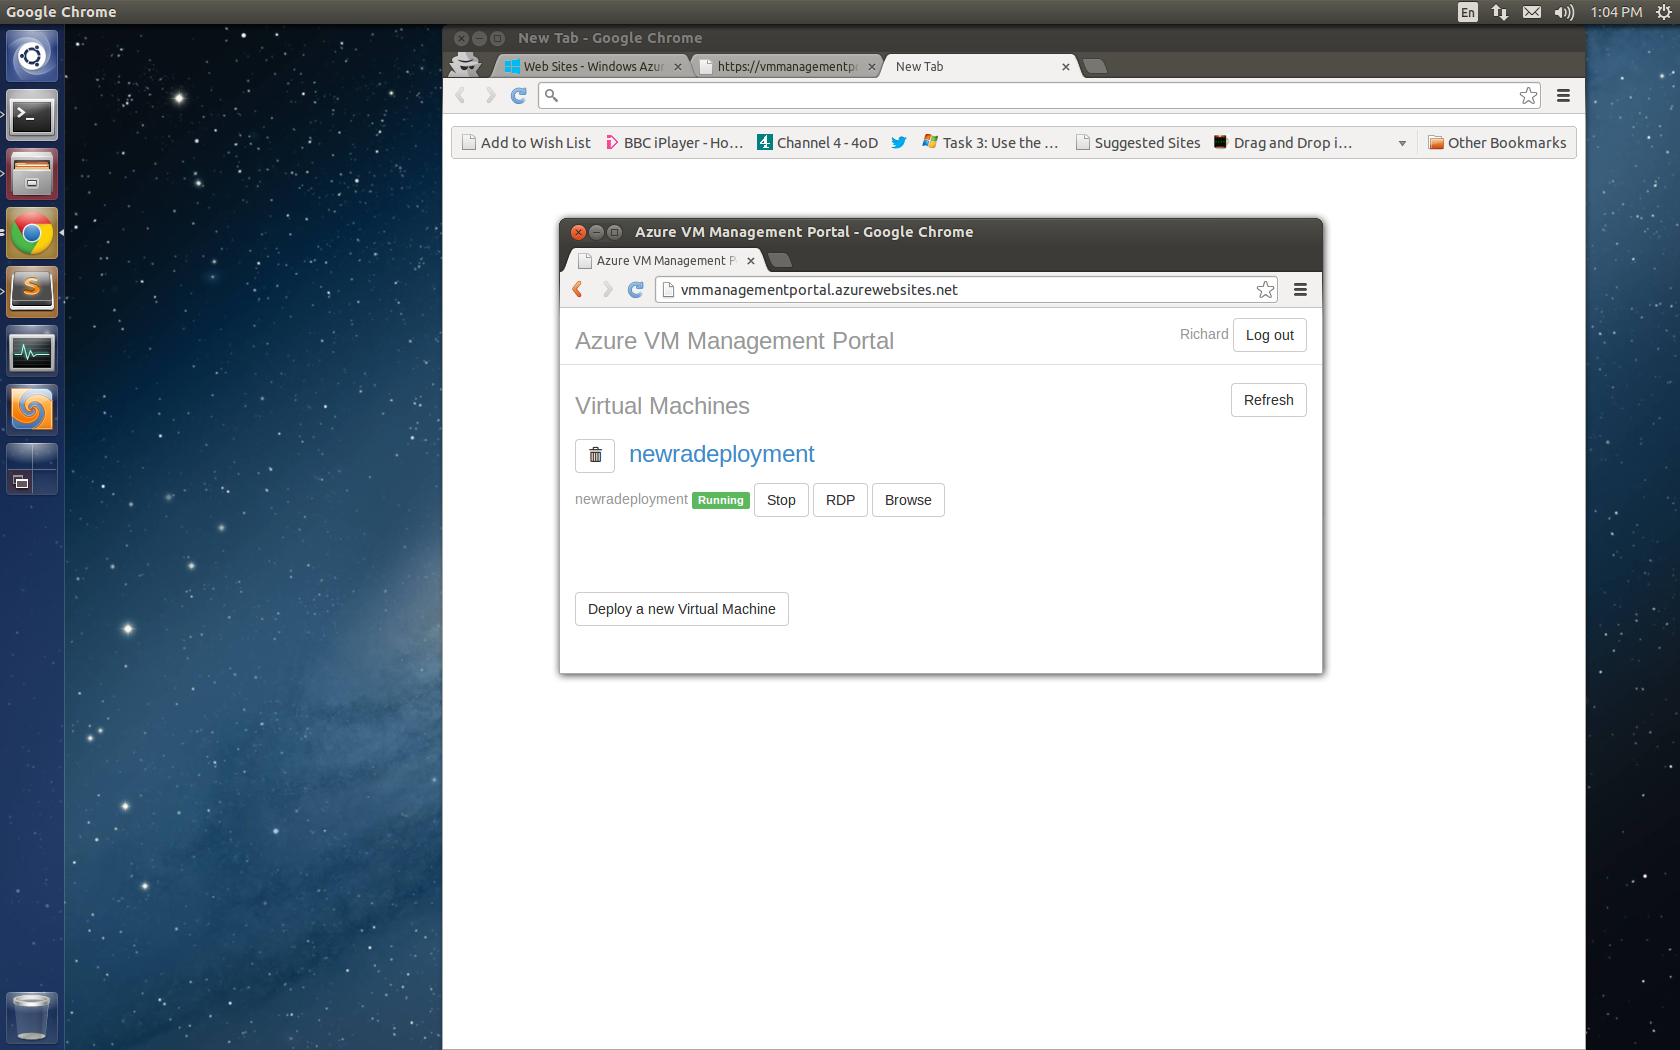 Google Chrome
En
1:04 PM
New Tab - Google Chrome
Web Sites - Windows Azur
https://vmmanagementp
New Tab
Add to Wish List
BBC iPlayer - Ho...
4
Channel 4 - 4oD
Task 3: Use the ...
Suggested Sites
Drag and Drop i...
Other Bookmarks
Azure VM Management Portal - Google Chrome
Azure VM Management P
vmmanagementportal.azurewebsites.net
Azure VM Management Portal
Richard
Log out
Virtual Machines
Refresh
newradeployment
newradeployment Running Stop RDP Browse
Deploy a new Virtual Machine